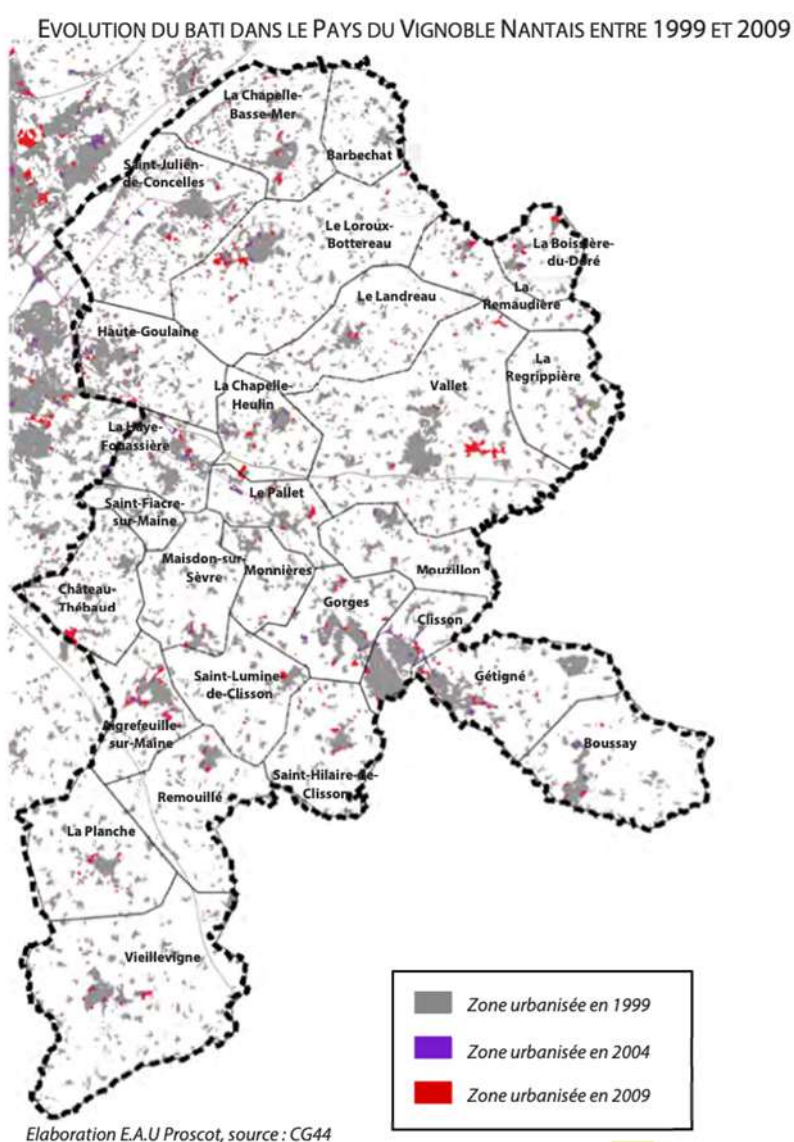 EVOLUTION DU BATI DANS LE PAYS DU VIGNOBLE NANTAIS ENTRE 1999 ET 2009
La Chapelle-
Basse-Mer
Barbechat
Saint-Julien-
de-Concelles
Le Loroux-
Bottereau
La Boissière-
du-Doré
La
Remaudière
Le Landreau
Haute-Goulaine
La
Regrippière
La Chapelle-
Heulin
Vallet
La Haye-
Fouassière
Le Pallet
Saint-Fiacre-
sur-Maine
Maisdon-sur-
Sèvre
Monnières
Mouzillon
Château-
Thébaud
Gorges
Clisson
Saint-Lumine-
de-Clisson
Gétigné
Aigrefeuille-
sur-Maine
Boussay
Saint-Hilaire-de-
Clisson
Remouillé
La Planche
Vieillevigne
Zone urbanisée en 1999
Zone urbanisée en 2004
Zone urbanisée en 2009
Elaboration E.A.U Proscot, source : CG44